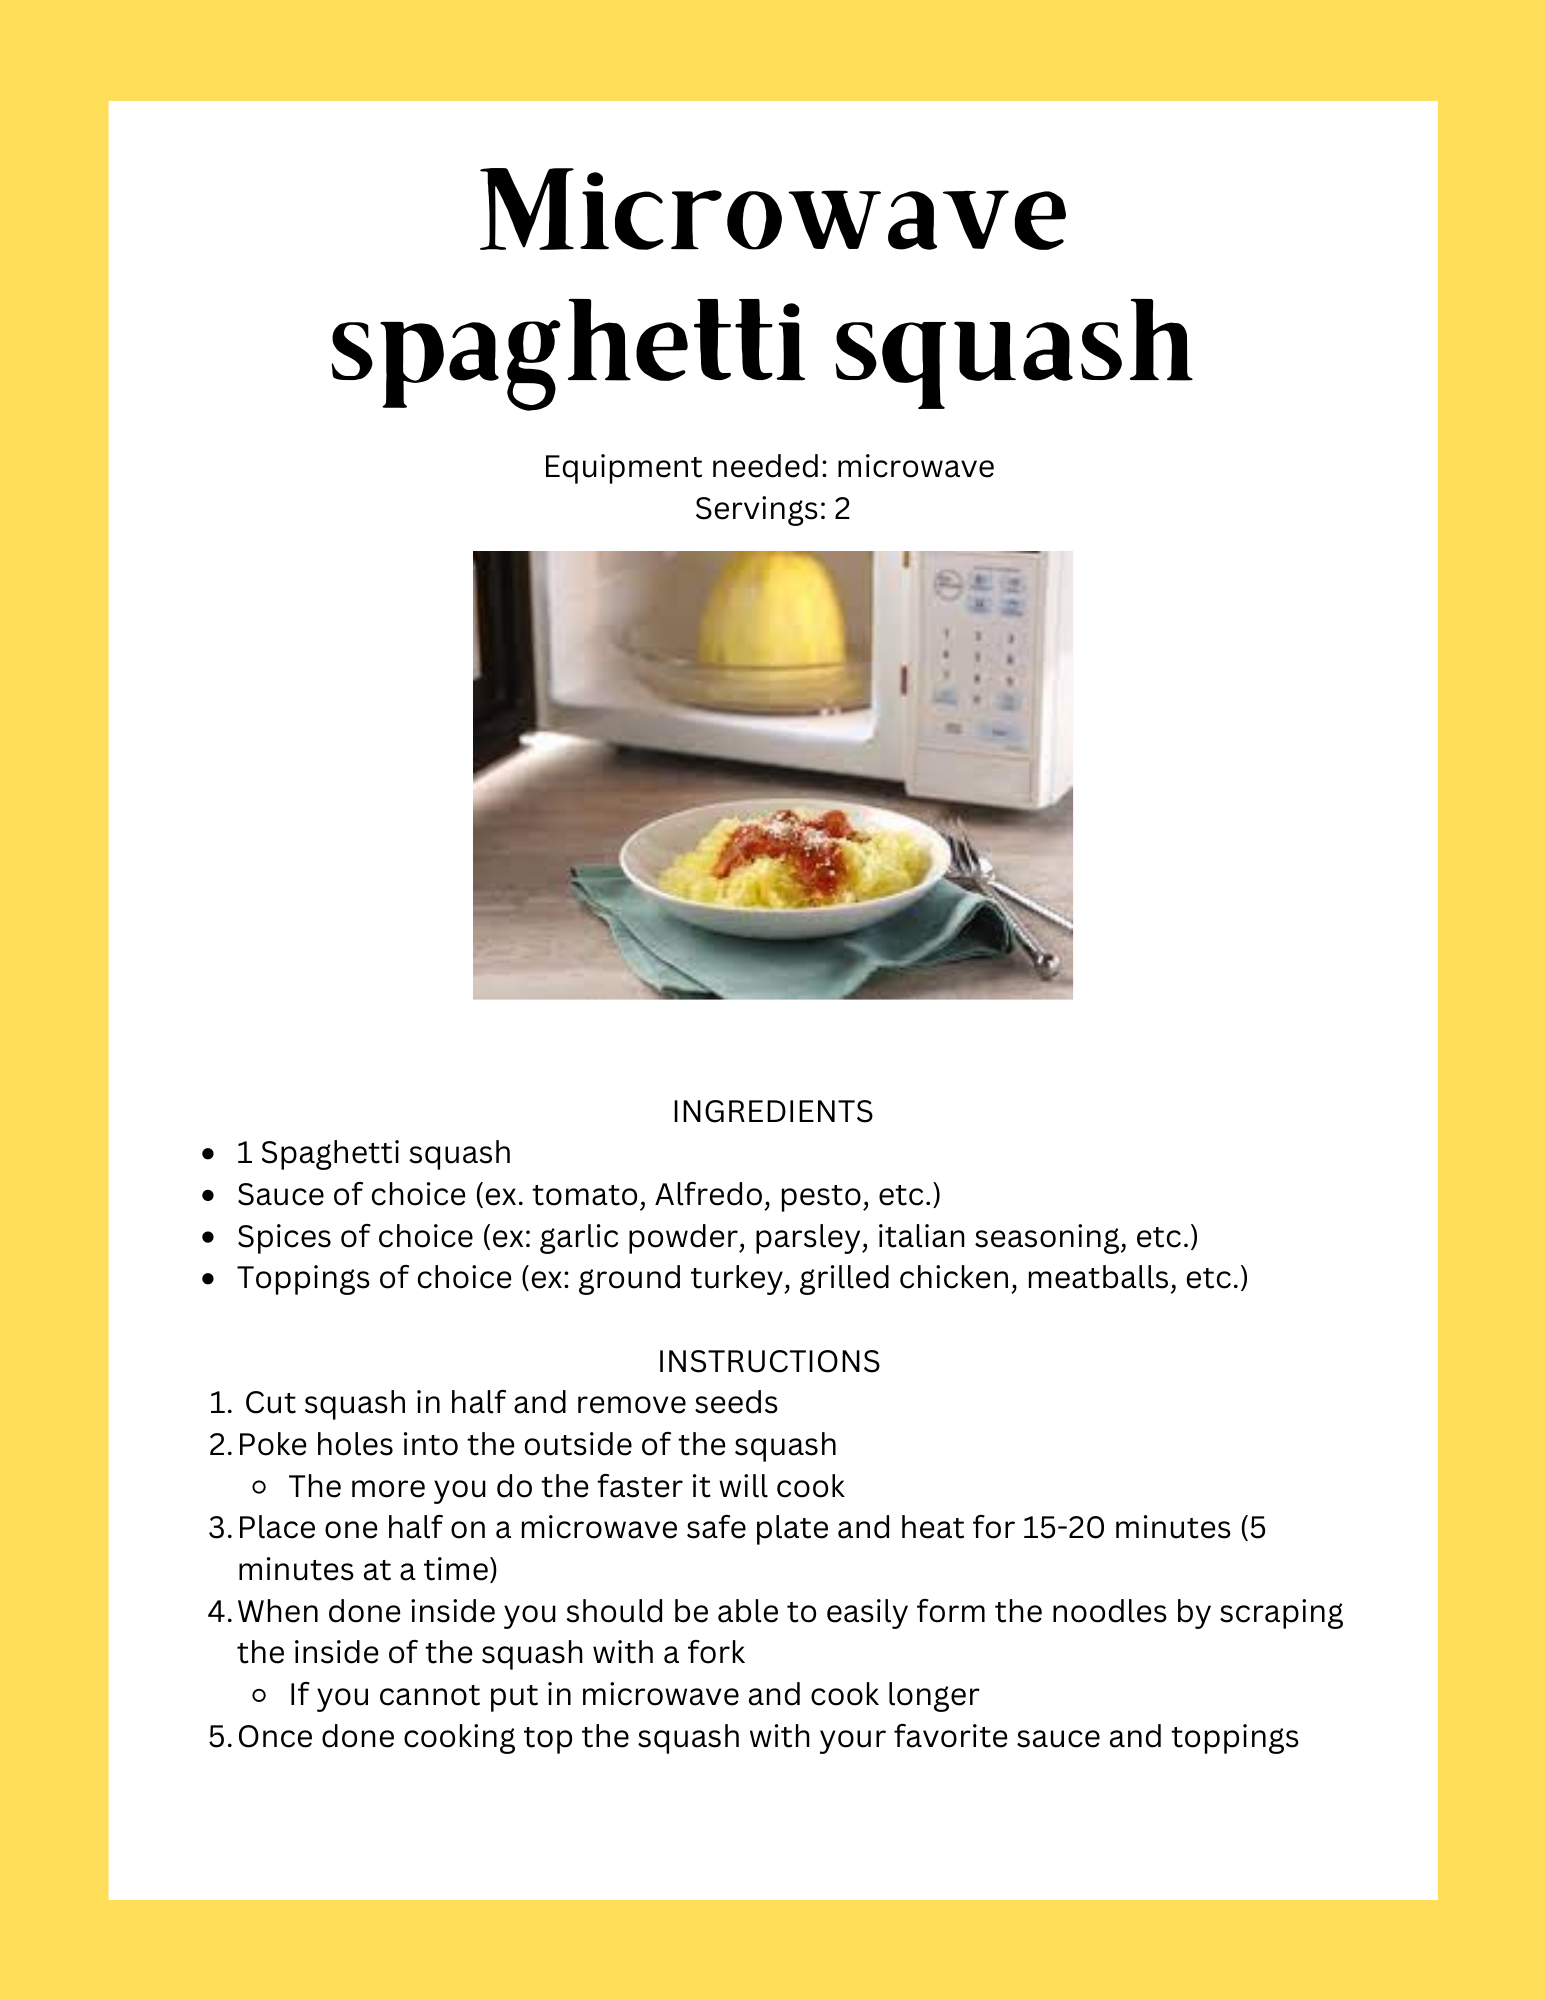 Microwave
spaghetti squash
Equipment needed: microwave
Servings: 2
INGREDIENTS
• 1 Spaghetti squash
• Sauce of choice (ex. tomato, Alfredo, pesto, etc.)
• Spices of choice (ex: garlic powder, parsley, italian seasoning, etc.)
• Toppings of choice (ex: ground turkey, grilled chicken, meatballs, etc.)
INSTRUCTIONS
1. Cut squash in half and remove seeds
2. Poke holes into the outside of the squash
○ The more you do the faster it will cook
3. Place one half on a microwave safe plate and heat for 15-20 minutes (5
minutes at a time)
4. When done inside you should be able to easily form the noodles by scraping
the inside of the squash with a fork
○ If you cannot put in microwave and cook longer
5. Once done cooking top the squash with your favorite sauce and toppings